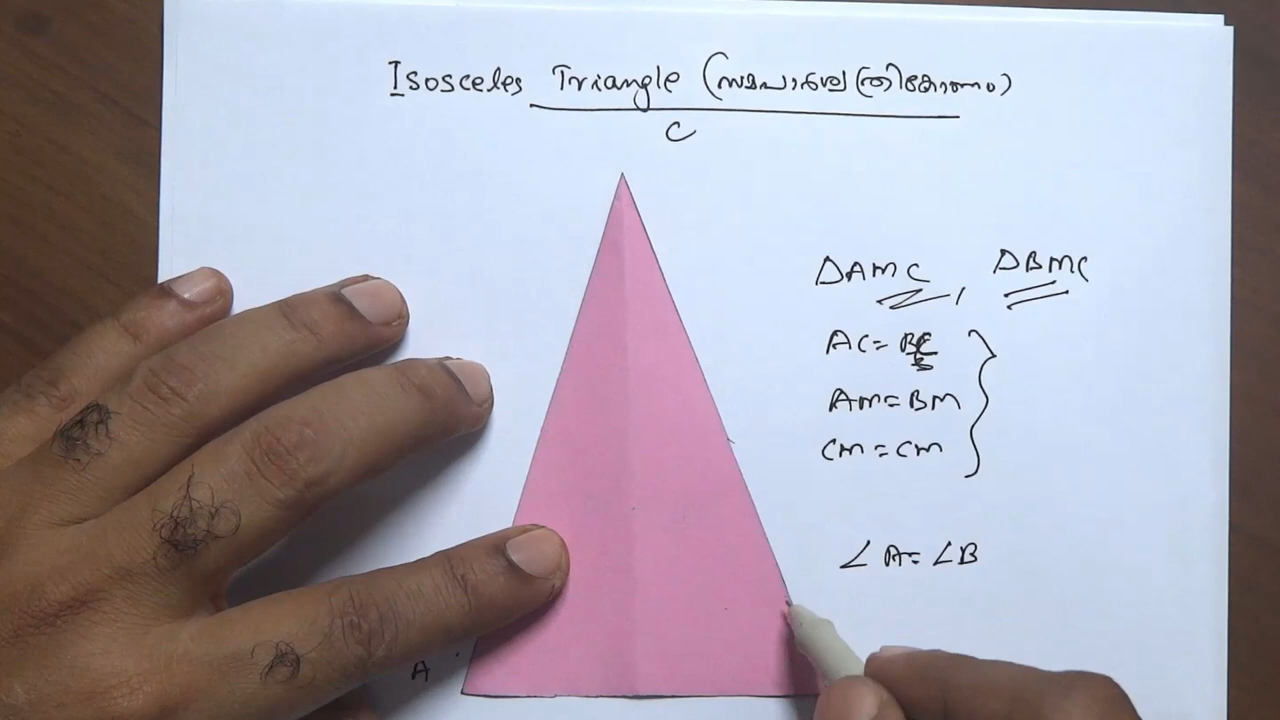 Isosceles Triangle (സമപാർശ്വത്രികോണം)
C
ΔAMC, ΔBMC
AC = BC
AM = BM
CM = CM
∠A = ∠B
A